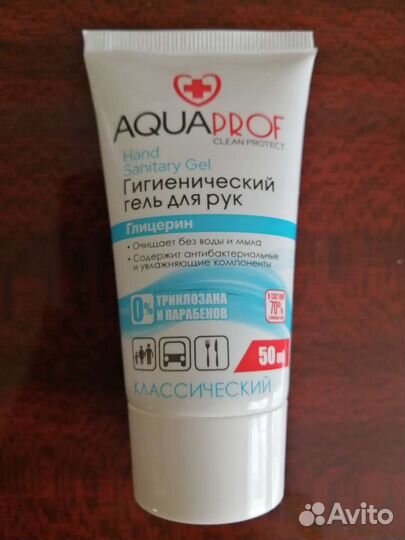 AQUAPROF
CLEAN PROTECT
Hand
Sanitary Gel
Гигиенический
гель для рук
Глицерин
• Очищает без воды и мыла
• Содержит антибактериальные
и увлажняющие компоненты
0% ТРИКЛОЗАНА
И ПАРАБЕНОВ
В СОСТАВЕ
70%
50 ml
КЛАССИЧЕСКИЙ
Avito